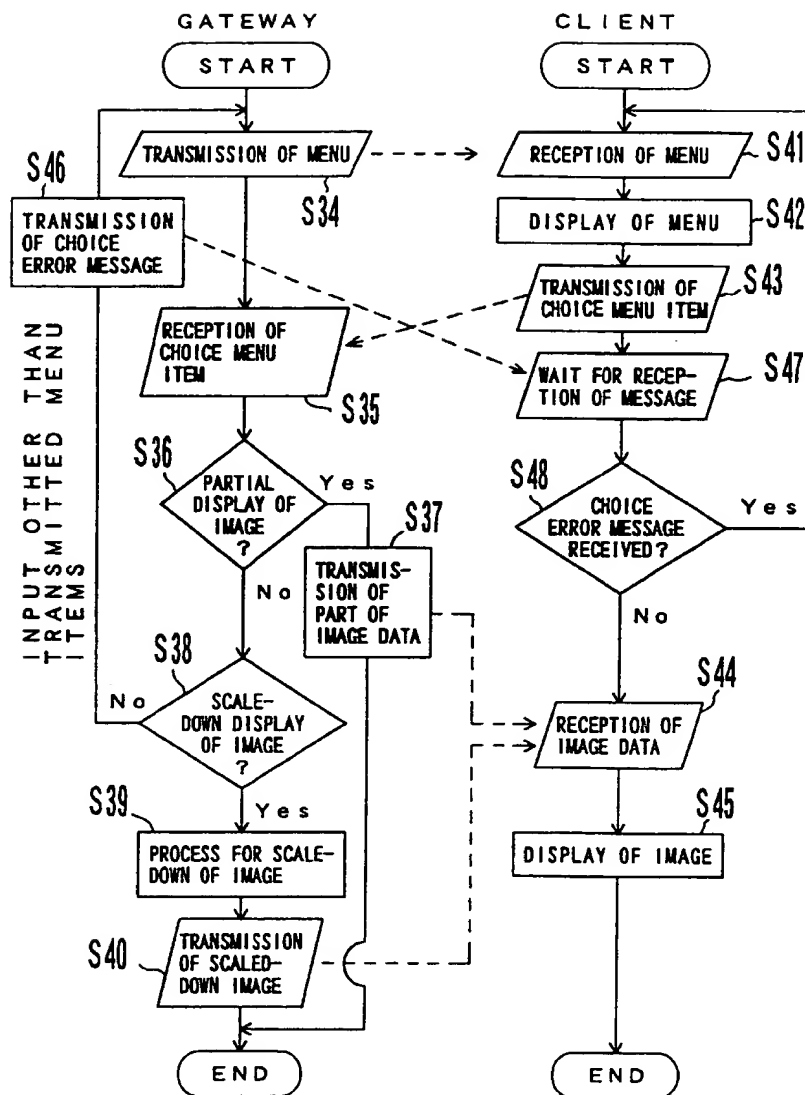 GATEWAY
START
TRANSMISSION OF MENU
S34
S46
TRANSMISSION
OF CHOICE
ERROR MESSAGE
INPUT OTHER THAN
TRANSMITTED MENU
ITEMS
RECEPTION OF
CHOICE MENU
ITEM
S35
S36
PARTIAL
DISPLAY OF
IMAGE
?
Yes
No
S37
TRANSMIS-
SION OF
PART OF
IMAGE DATA
S38
SCALE-
DOWN DISPLAY
OF IMAGE
?
No
Yes
S39
PROCESS FOR SCALE-
DOWN OF IMAGE
S40
TRANSMISSION
OF SCALED-
DOWN IMAGE
END
CLIENT
START
RECEPTION OF MENU
S41
DISPLAY OF MENU
S42
TRANSMISSION OF
CHOICE MENU ITEM
S43
WAIT FOR RECEP-
TION OF MESSAGE
S47
S48
CHOICE
ERROR MESSAGE
RECEIVED?
Yes
No
S44
RECEPTION OF
IMAGE DATA
S45
DISPLAY OF IMAGE
END